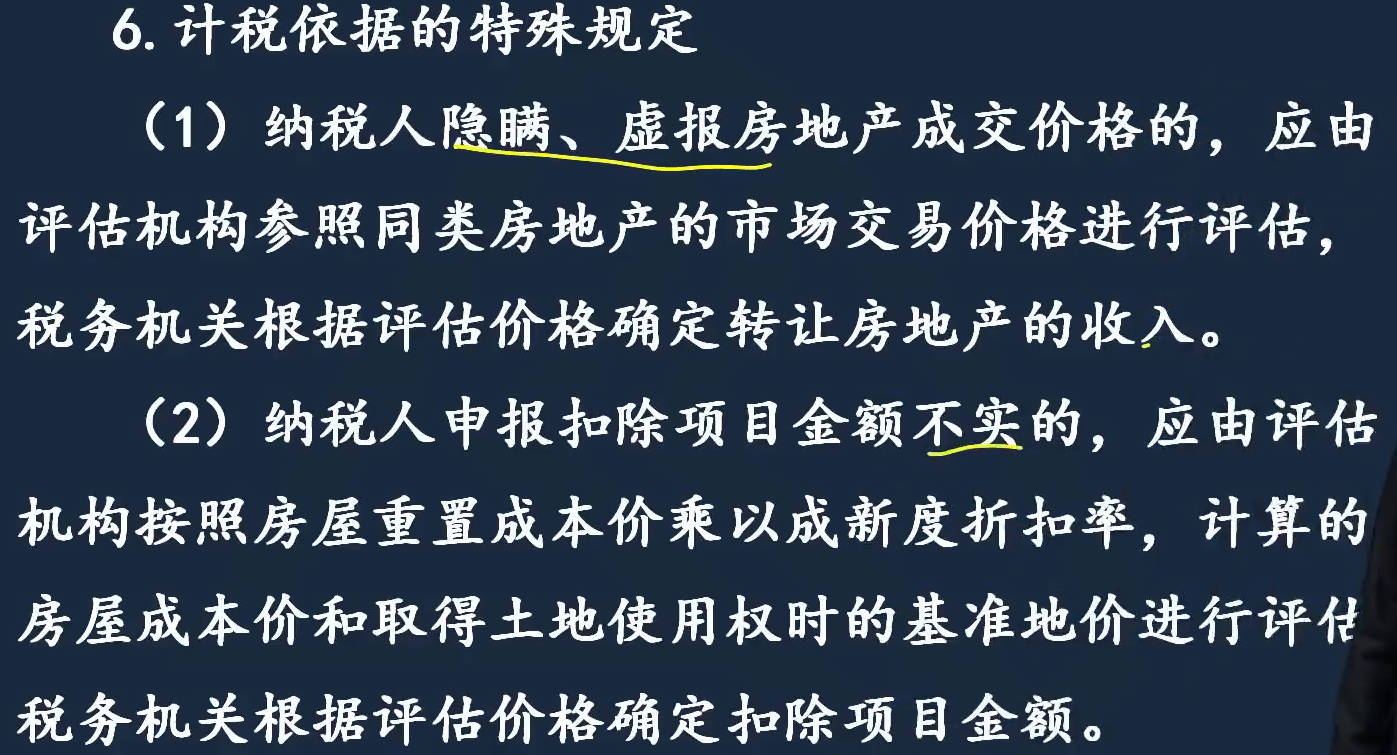 6. 计税依据的特殊规定
（1）纳税人隐瞒、虚报房地产成交价格的，应由
评估机构参照同类房地产的市场交易价格进行评估，
税务机关根据评估价格确定转让房地产的收入。
（2）纳税人申报扣除项目金额不实的，应由评估
机构按照房屋重置成本价乘以成新度折扣率，计算的
房屋成本价和取得土地使用权时的基准地价进行评估
税务机关根据评估价格确定扣除项目金额。